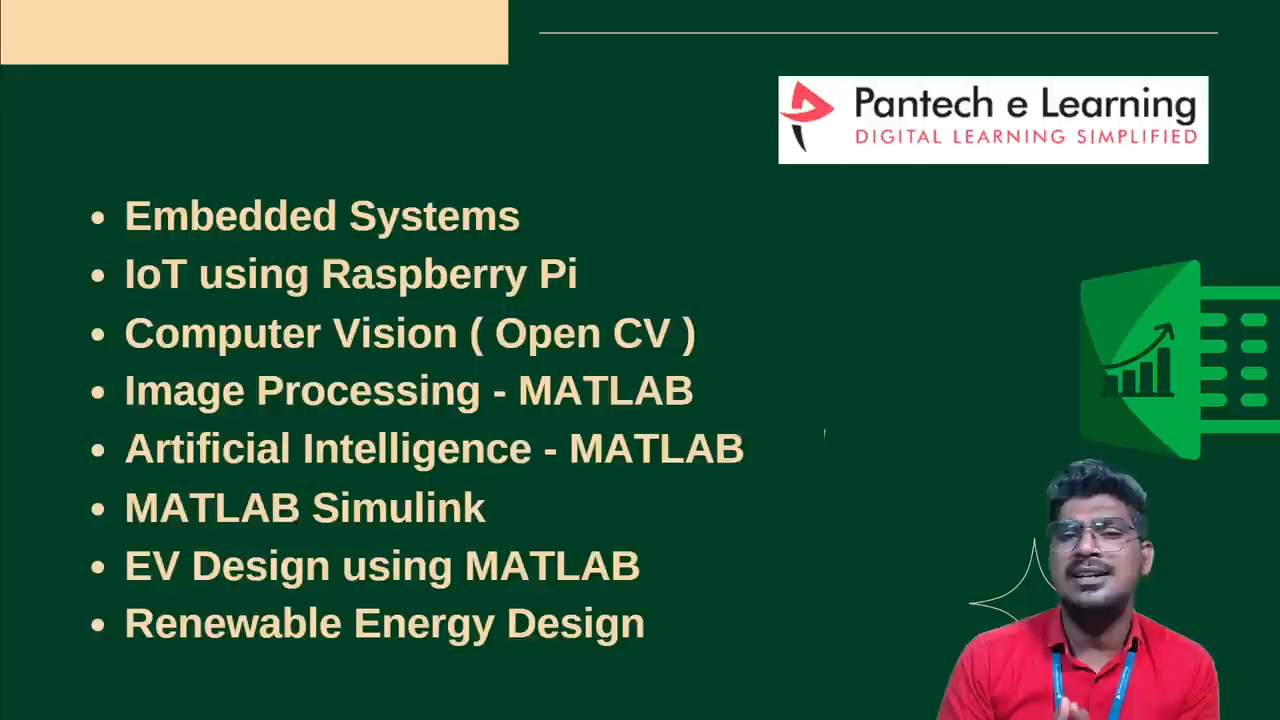 Pantech e Learning
DIGITAL LEARNING SIMPLIFIED
• Embedded Systems
• IoT using Raspberry Pi
• Computer Vision ( Open CV )
• Image Processing - MATLAB
• Artificial Intelligence - MATLAB
• MATLAB Simulink
• EV Design using MATLAB
• Renewable Energy Design